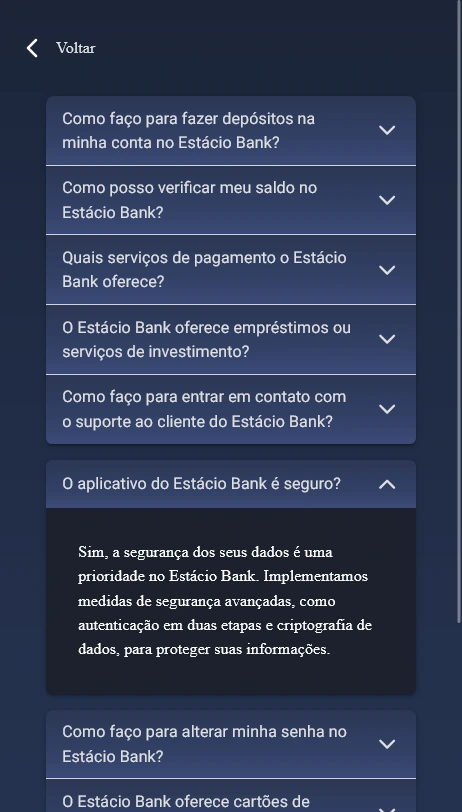 Voltar
Como faço para fazer depósitos na
minha conta no Estácio Bank?
Como posso verificar meu saldo no
Estácio Bank?
Quais serviços de pagamento o Estácio
Bank oferece?
O Estácio Bank oferece empréstimos ou
serviços de investimento?
Como faço para entrar em contato com
o suporte ao cliente do Estácio Bank?
O aplicativo do Estácio Bank é seguro?
Sim, a segurança dos seus dados é uma
prioridade no Estácio Bank. Implementamos
medidas de segurança avançadas, como
autenticação em duas etapas e criptografia de
dados, para proteger suas informações.
Como faço para alterar minha senha no
Estácio Bank?
O Estácio Bank oferece cartões de